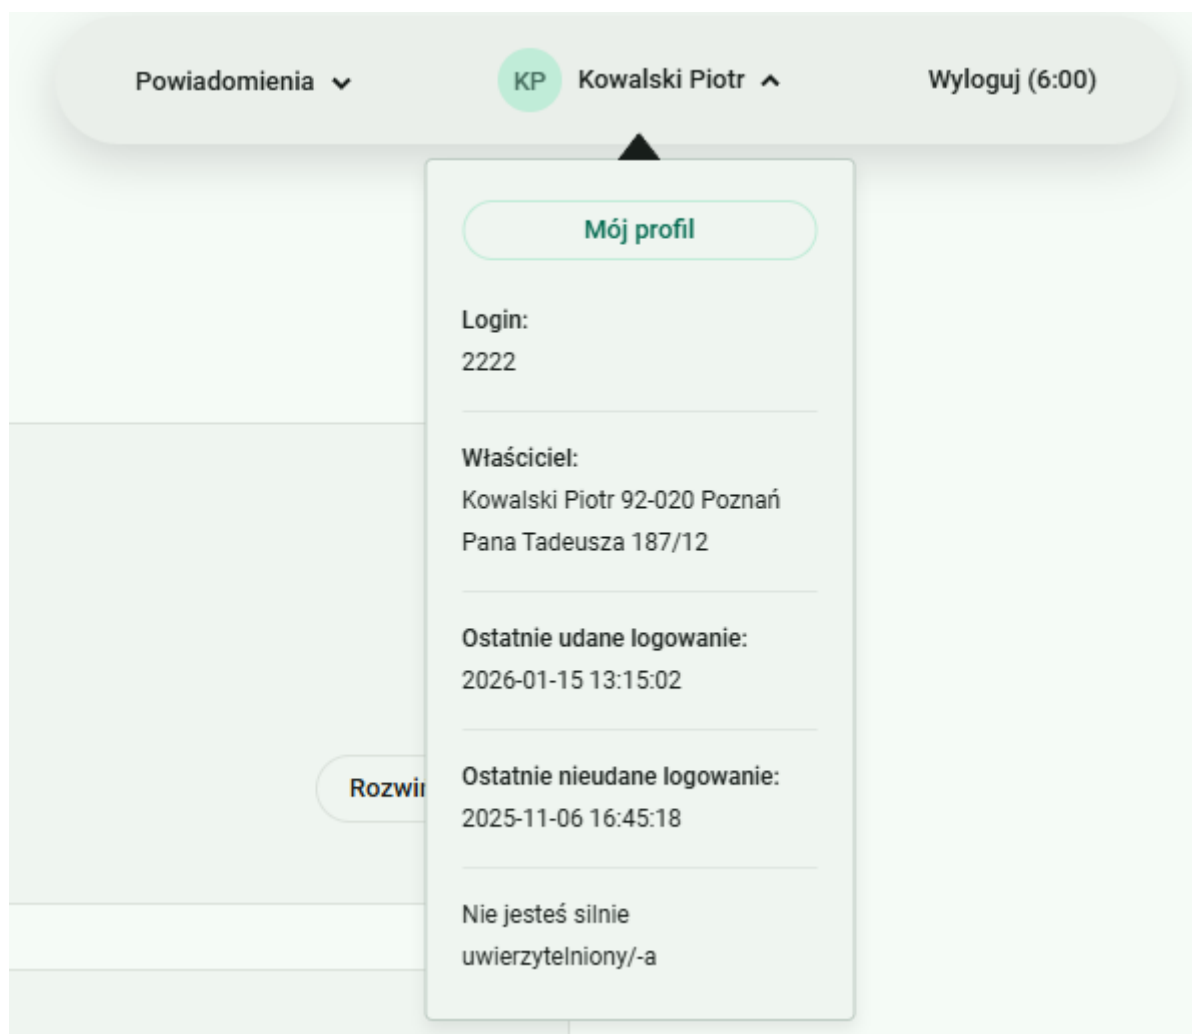 Powiadomienia
KP Kowalski Piotr
Wyloguj (6:00)
Mój profil
Login:
2222
Właściciel:
Kowalski Piotr 92-020 Poznań
Pana Tadeusza 187/12
Ostatnie udane logowanie:
2026-01-15 13:15:02
Ostatnie nieudane logowanie:
2025-11-06 16:45:18
Nie jesteś silnie
uwierzytelniony/-a